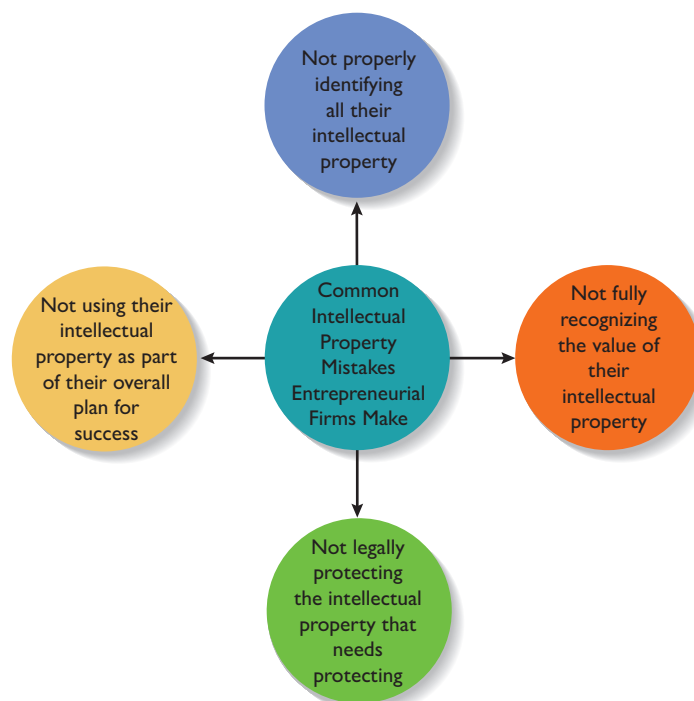 Not properly
identifying
all their
intellectual
property
Not using their
intellectual
property as part
of their overall
plan for
success
Common
Intellectual
Property
Mistakes
Entrepreneurial
Firms Make
Not fully
recognizing
the value of
their
intellectual
property
Not legally
protecting
the intellectual
property that
needs
protecting